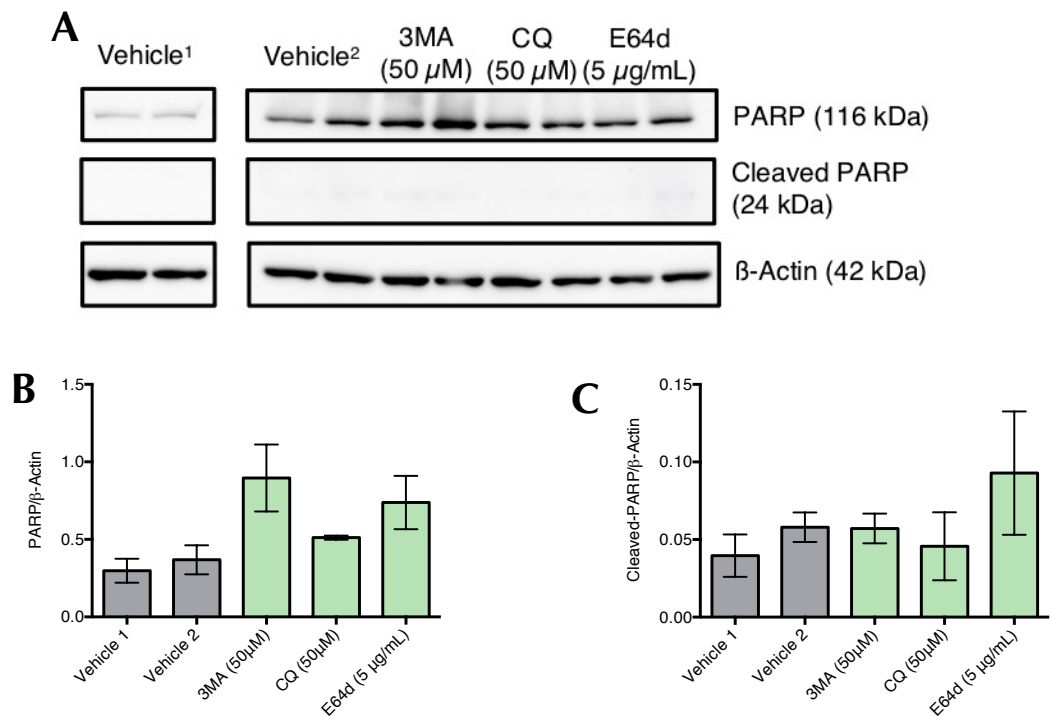 A
Vehicle¹
Vehicle²
3MA
(50 µM)
CQ
(50 µM)
E64d
(5 µg/mL)
PARP (116 kDa)
Cleaved PARP
(24 kDa)
ß-Actin (42 kDa)
B
1.5
1.0
0.5
0.0
PARP/β-Actin
Vehicle 1
Vehicle 2
3MA (50µM)
CQ (50µM)
E64d (5 µg/mL)
C
0.15
0.10
0.05
0.00
Cleaved-PARP/β-Actin
Vehicle 1
Vehicle 2
3MA (50µM)
CQ (50µM)
E64d (5 µg/mL)